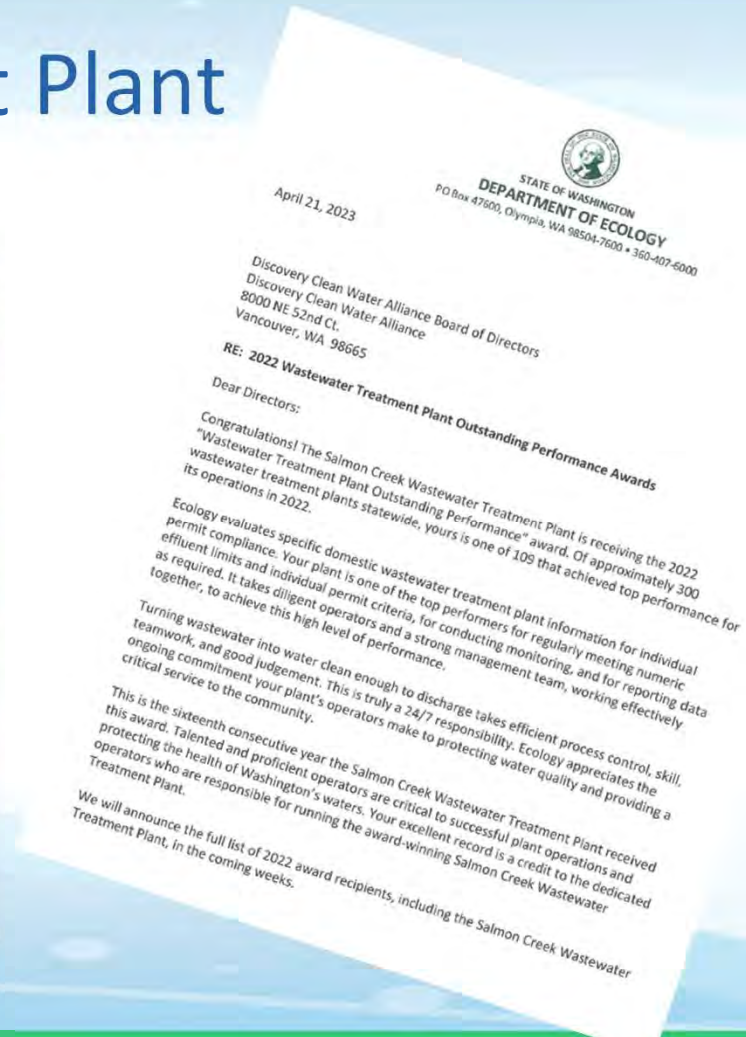 t Plant
STATE OF WASHINGTON
DEPARTMENT OF ECOLOGY
PO Box 47600, Olympia, WA 98504-7600 • 360-407-6000
April 21, 2023
Discovery Clean Water Alliance Board of Directors
Discovery Clean Water Alliance
8000 NE 52nd Ct.
Vancouver, WA 98665
RE: 2022 Wastewater Treatment Plant Outstanding Performance Awards
Dear Directors:
Congratulations! The Salmon Creek Wastewater Treatment Plant is receiving the 2022
"Wastewater Treatment Plant Outstanding Performance" award. Of approximately 300
wastewater treatment plants statewide, yours is one of 109 that achieved top performance for
its operations in 2022.
Ecology evaluates specific domestic wastewater treatment plant information for individual
permit compliance. Your plant is one of the top performers for regularly meeting numeric
effluent limits and individual permit criteria, for conducting monitoring, and for reporting data
as required. It takes diligent operators and a strong management team, working effectively
together, to achieve this high level of performance.
Turning wastewater into water clean enough to discharge takes efficient process control, skill,
teamwork, and good judgement. This is truly a 24/7 responsibility. Ecology appreciates the
ongoing commitment your plant's operators make to protecting water quality and providing a
critical service to the community.
This is the sixteenth consecutive year the Salmon Creek Wastewater Treatment Plant received
this award. Talented and proficient operators are critical to successful plant operations and
protecting the health of Washington's waters. Your excellent record is a credit to the dedicated
operators who are responsible for running the award-winning Salmon Creek Wastewater
Treatment Plant.
We will announce the full list of 2022 award recipients, including the Salmon Creek Wastewater
Treatment Plant, in the coming weeks.